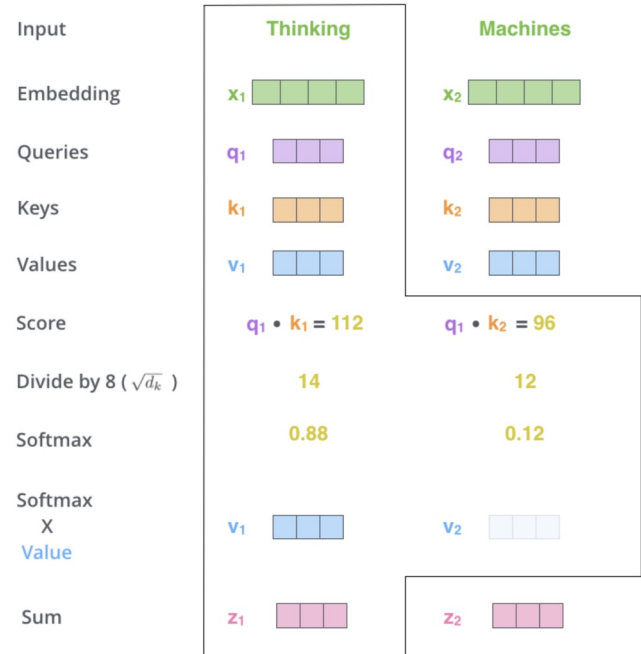 Input Thinking Machines
Embedding x₁ x₂
Queries q₁ q₂
Keys k₁ k₂
Values v₁ v₂
Score q₁ • k₁ = 112 q₁ • k₂ = 96
Divide by 8 ( √dₖ ) 14 12
Softmax 0.88 0.12
Softmax
X
Value v₁ v₂
Sum z₁ z₂